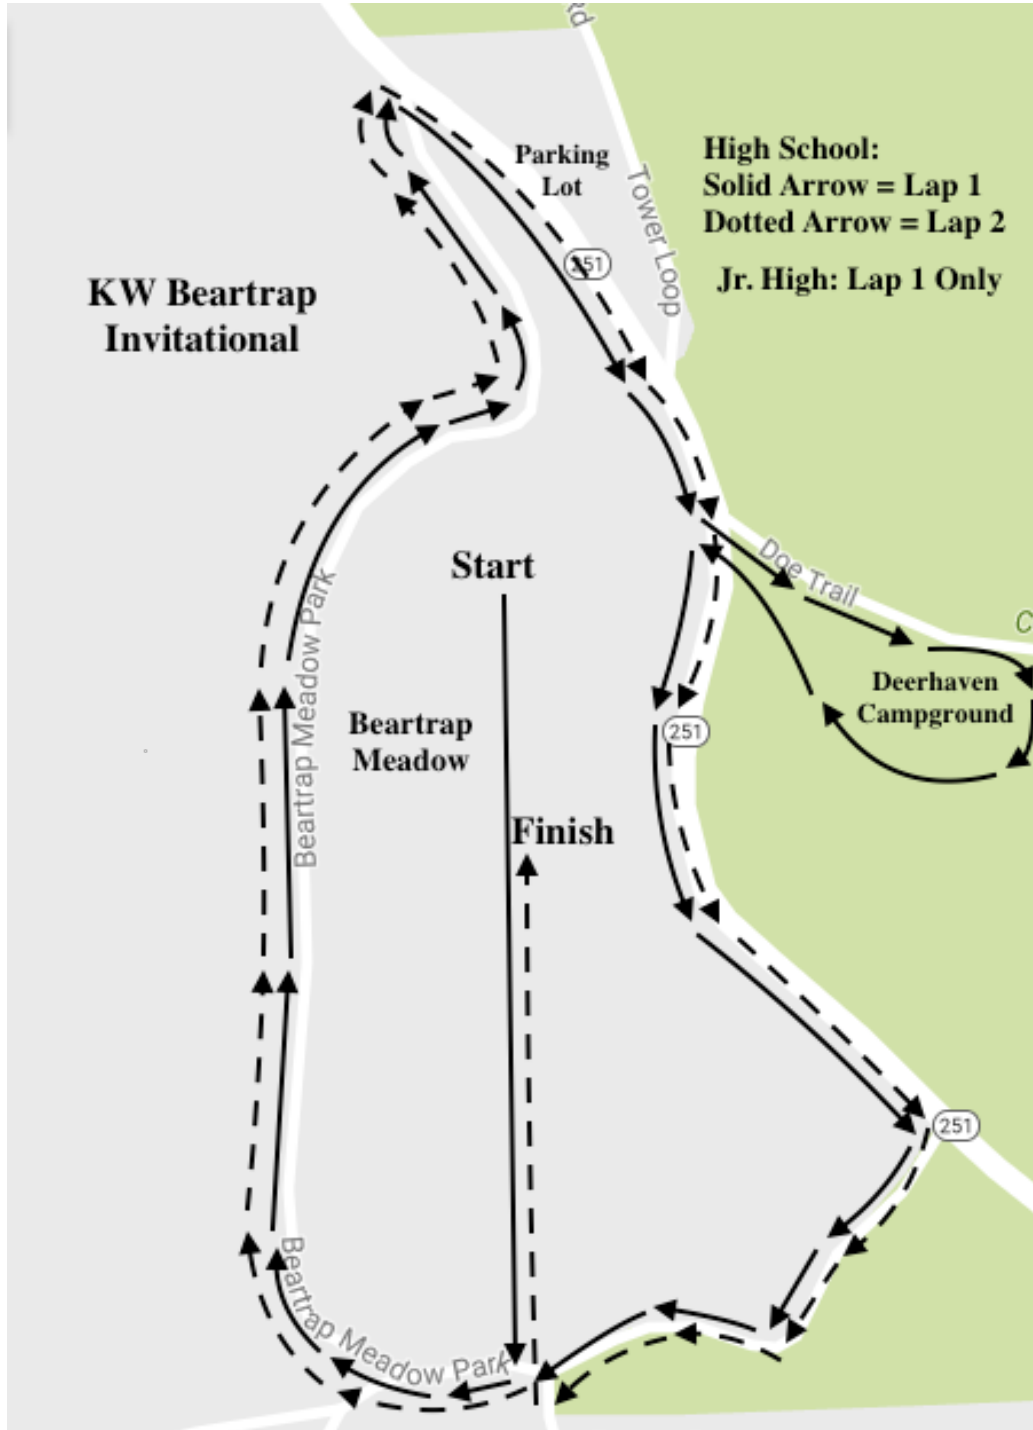 Rd
Parking
Lot
Tower Loop
High School:
Solid Arrow = Lap 1
Dotted Arrow = Lap 2
Jr. High: Lap 1 Only
251
KW Beartrap
Invitational
Start
Doe Trail
C
Deerhaven
Campground
Beartrap Meadow Park
Beartrap
Meadow
251
Finish
251
Beartrap Meadow Park